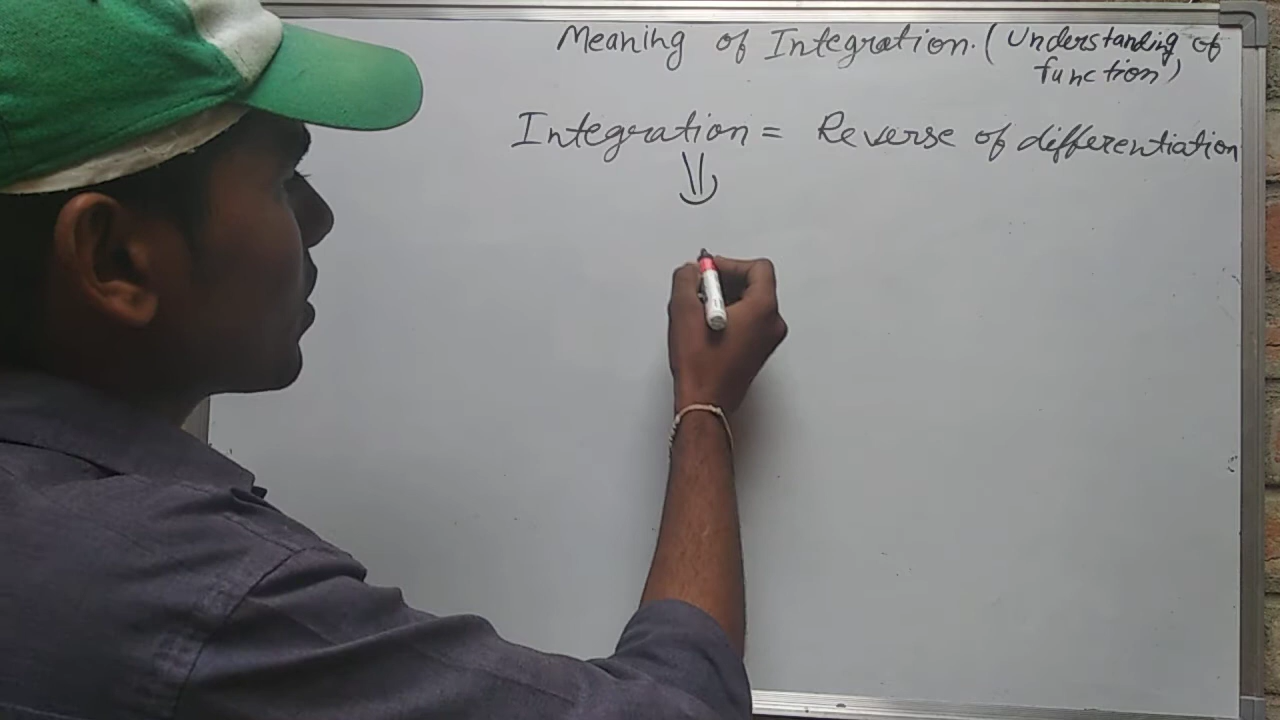 Meaning of Integration. (Understanding of
function)
Integration = Reverse of differentiation